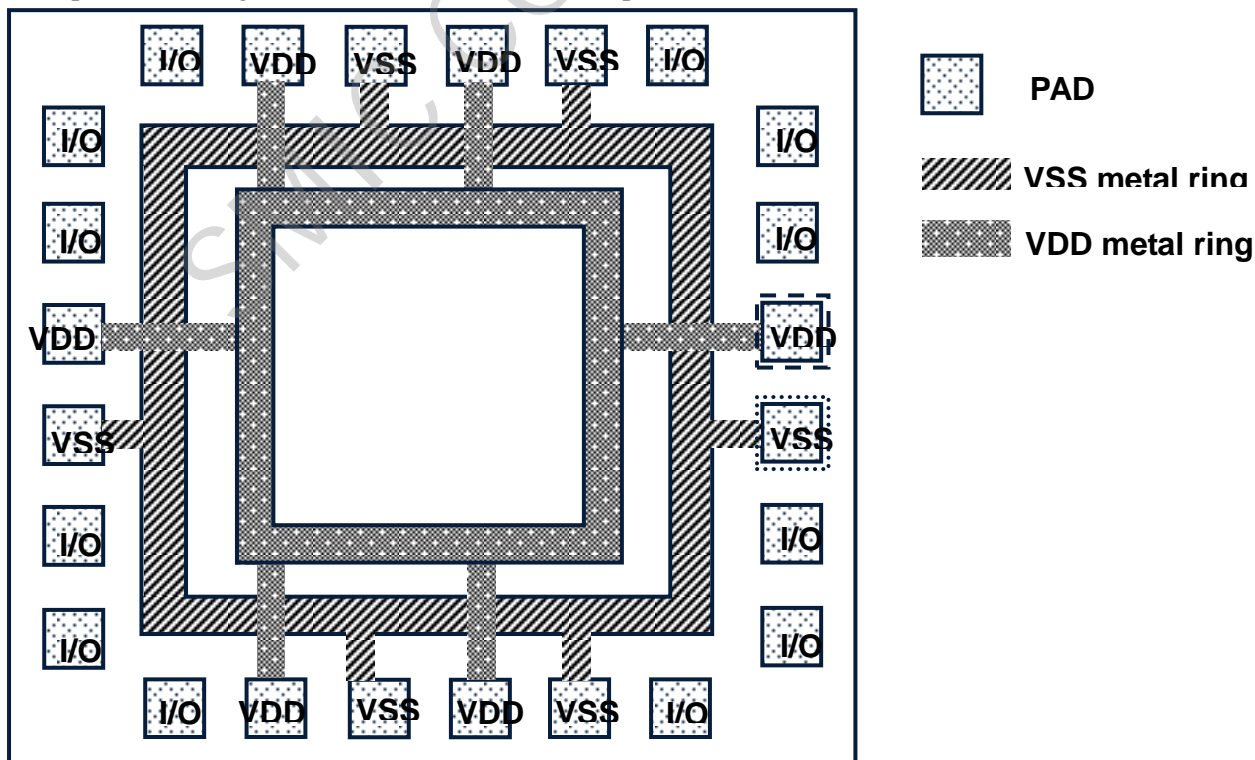 I/O VDD VSS VDD VSS I/O
PAD
I/O I/O
VSS metal ring
I/O I/O
VDD metal ring
VDD VDD
VSS VSS
I/O I/O
I/O I/O
I/O VDD VSS VDD VSS I/O